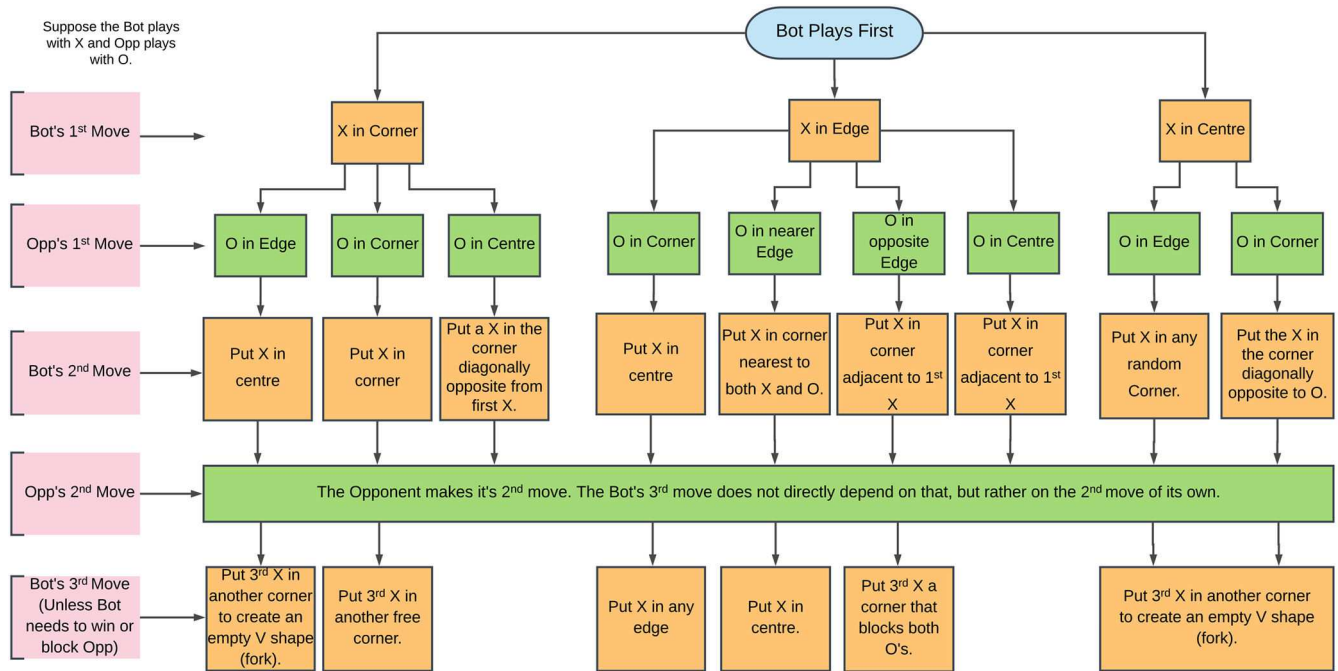 Suppose the Bot plays
with X and Opp plays
with O.
Bot Plays First
Bot's 1st Move
X in Corner
X in Edge
X in Centre
Opp's 1st Move
O in Edge
O in Corner
O in Centre
O in Corner
O in nearer
Edge
O in
opposite
Edge
O in Centre
O in Edge
O in Corner
Bot's 2nd Move
Put X in
centre
Put X in
corner
Put a X in the
corner
diagonally
opposite from
first X.
Put X in
centre
Put X in corner
nearest to
both X and O.
Put X in
corner
adjacent to 1st
X
Put X in
corner
adjacent to 1st
X
Put X in any
random
Corner.
Put the X in
the corner
diagonally
opposite to O.
Opp's 2nd Move
The Opponent makes it's 2nd move. The Bot's 3rd move does not directly depend on that, but rather on the 2nd move of its own.
Bot's 3rd Move
(Unless Bot
needs to win or
block Opp)
Put 3rd X in
another corner
to create an
empty V shape
(fork).
Put 3rd X in
another free
corner.
Put X in any
edge
Put X in
centre.
Put 3rd X a
corner that
blocks both
O's.
Put 3rd X in another corner
to create an empty V shape
(fork).